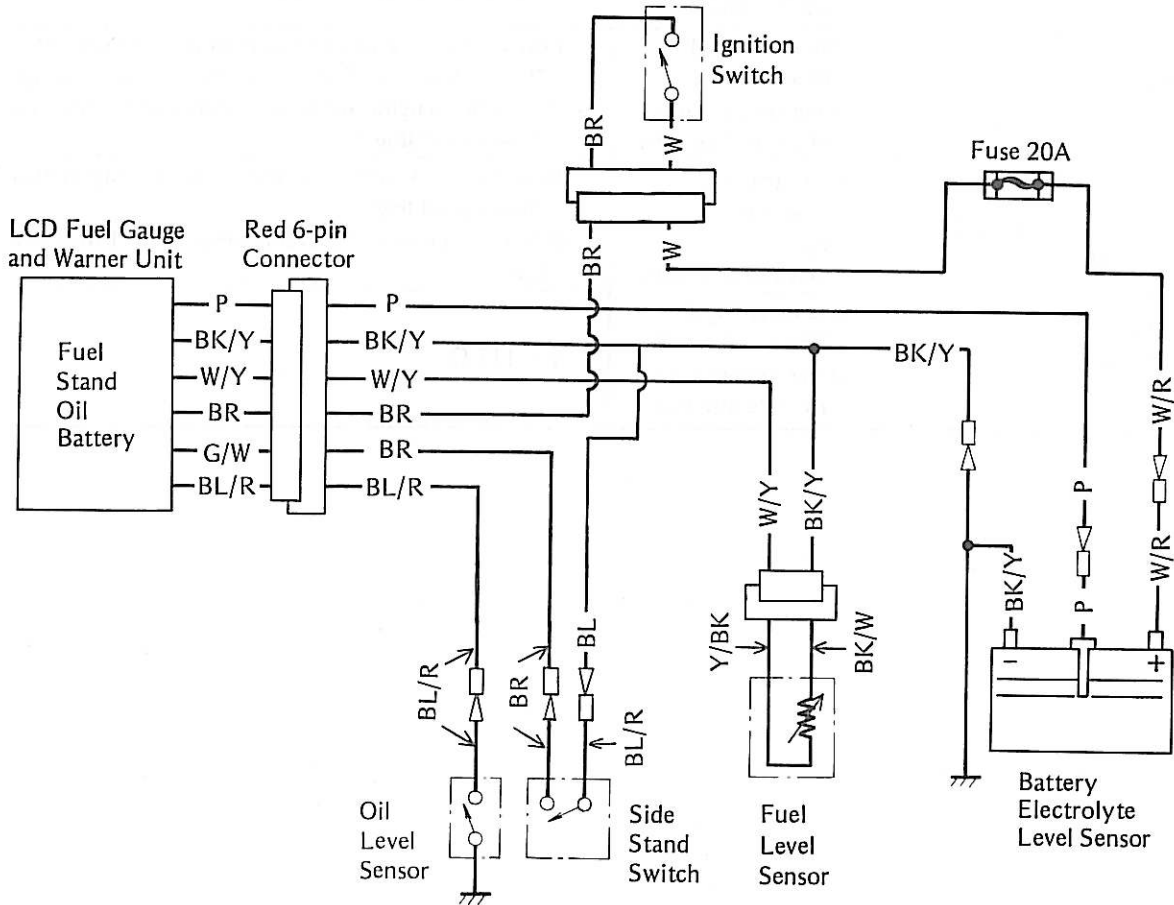 Ignition
Switch
BR
W
Fuse 20A
LCD Fuel Gauge
and Warner Unit
Red 6-pin
Connector
BR
W
P
P
BK/Y
BK/Y
BK/Y
Fuel
Stand
Oil
Battery
W/Y
W/Y
BR
BR
G/W
BR
BL/R
BL/R
W/R
P
W/Y
BK/Y
W/R
BK/Y
P
BL
Y/BK
BK/W
BL/R
BR
BL/R
-
+
Oil
Level
Sensor
Side
Stand
Switch
Fuel
Level
Sensor
Battery
Electrolyte
Level Sensor